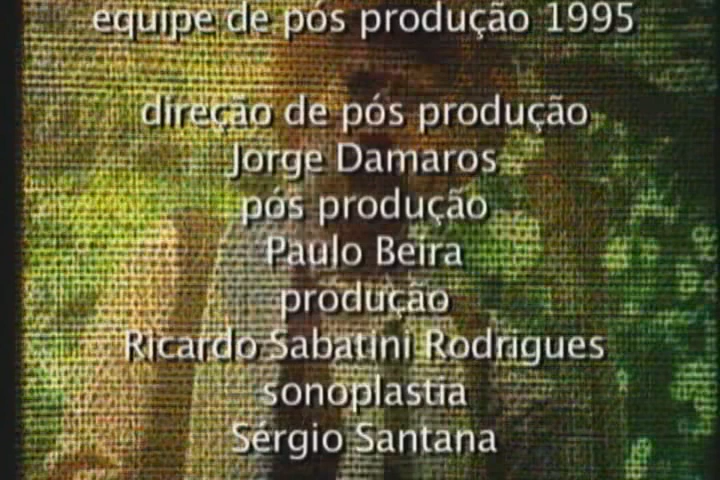 equipe de pós produção 1995
direção de pós produção
Jorge Damaros
pós produção
Paulo Beira
produção
Ricardo Sabatini Rodrigues
sonoplastia
Sérgio Santana